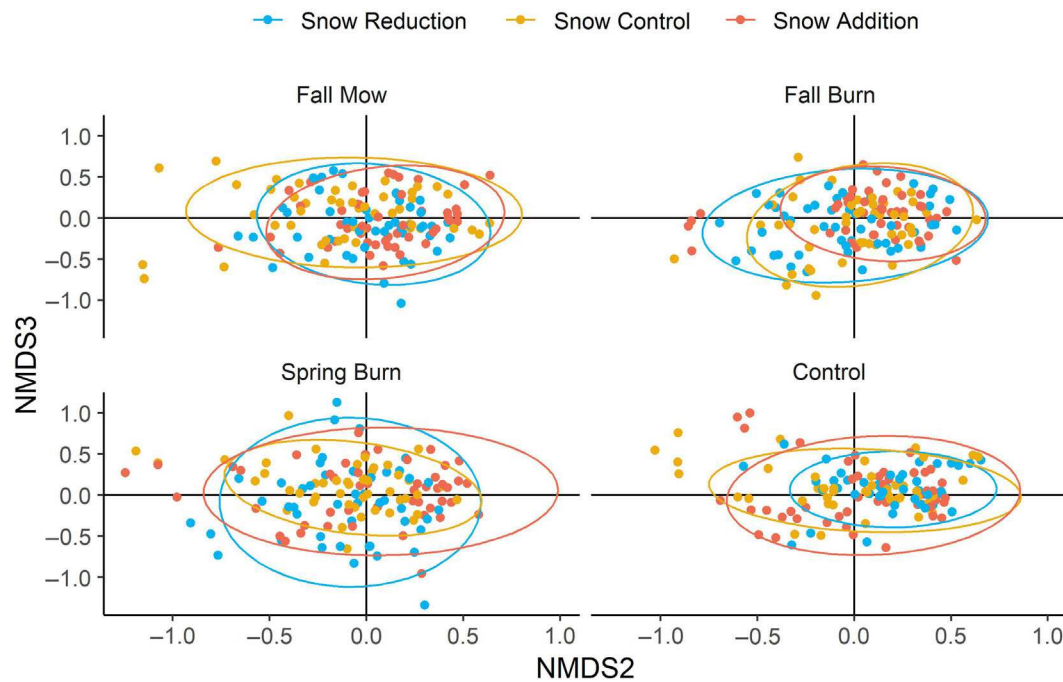 Snow Reduction Snow Control Snow Addition
Fall Mow Fall Burn
1.0
0.5
0.0
−0.5
−1.0
Spring Burn Control
1.0
0.5
0.0
−0.5
−1.0
−1.0 −0.5 0.0 0.5 1.0 −1.0 −0.5 0.0 0.5 1.0
NMDS2
NMDS3